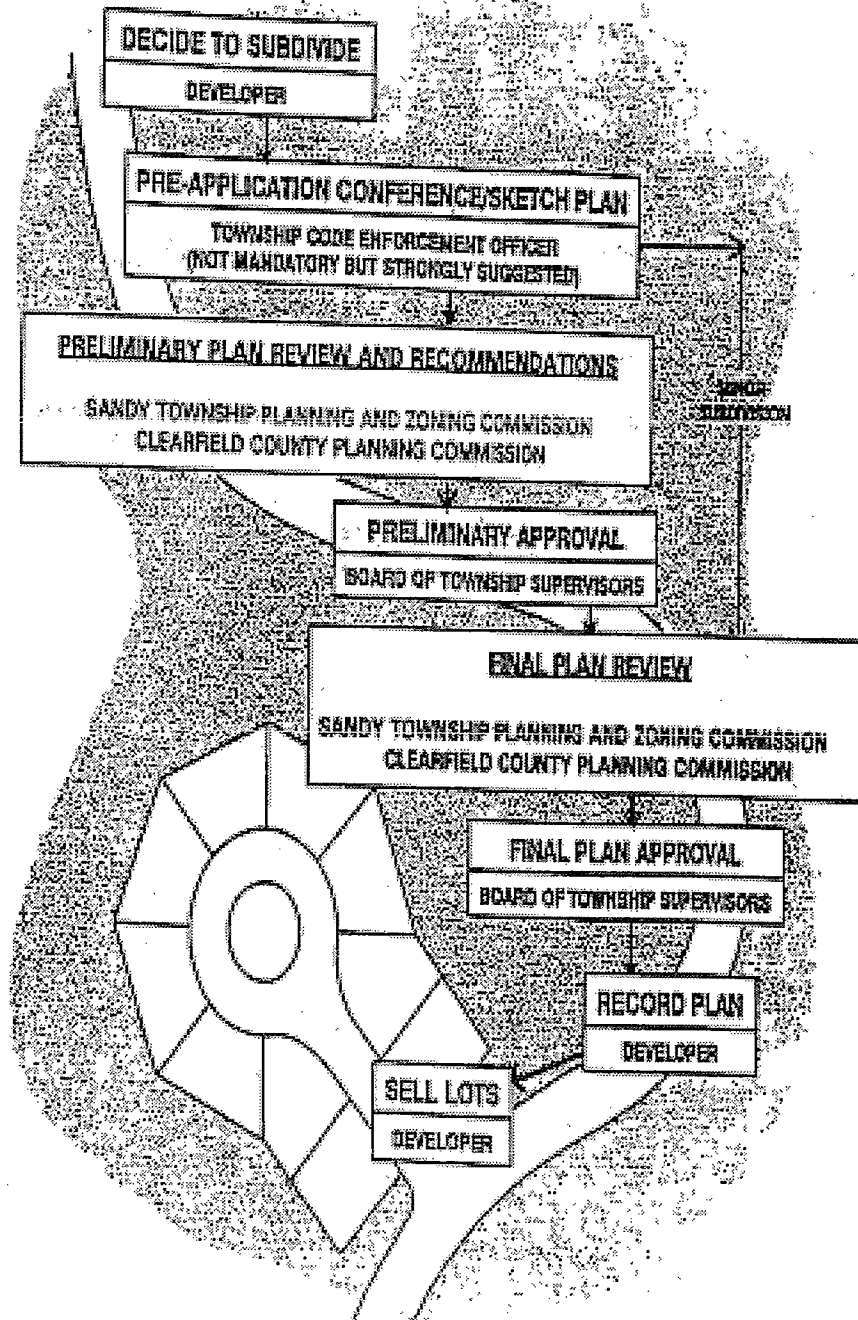 DECIDE TO SUBDIVIDE
DEVELOPER
PRE-APPLICATION CONFERENCE/SKETCH PLAN
TOWNSHIP CODE ENFORCEMENT OFFICER
(NOT MANDATORY BUT STRONGLY SUGGESTED)
PRELIMINARY PLAN REVIEW AND RECOMMENDATIONS
SANDY TOWNSHIP PLANNING AND ZONING COMMISSION
CLEARFIELD COUNTY PLANNING COMMISSION
MINOR
SUBDIVISION
PRELIMINARY APPROVAL
BOARD OF TOWNSHIP SUPERVISORS
FINAL PLAN REVIEW
SANDY TOWNSHIP PLANNING AND ZONING COMMISSION
CLEARFIELD COUNTY PLANNING COMMISSION
FINAL PLAN APPROVAL
BOARD OF TOWNSHIP SUPERVISORS
RECORD PLAN
DEVELOPER
SELL LOTS
DEVELOPER